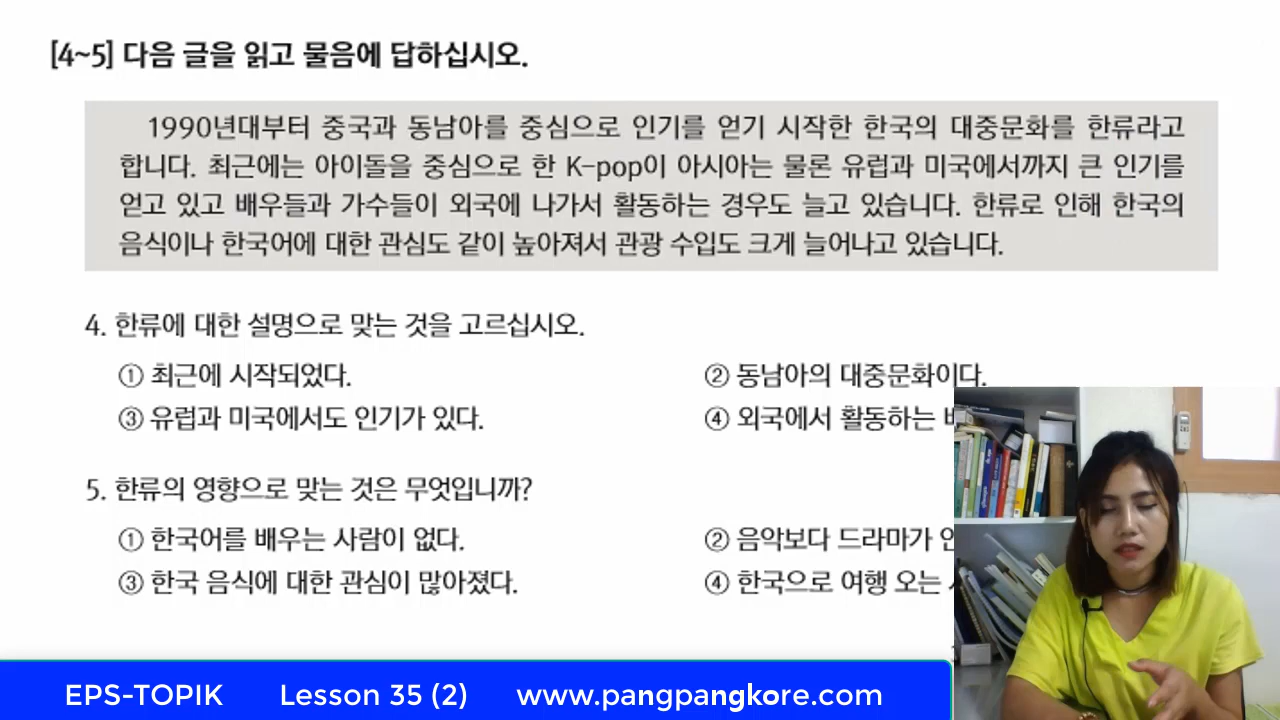 [4~5] 다음 글을 읽고 물음에 답하십시오.
1990년대부터 중국과 동남아를 중심으로 인기를 얻기 시작한 한국의 대중문화를 한류라고
합니다. 최근에는 아이돌을 중심으로 한 K-pop이 아시아는 물론 유럽과 미국에서까지 큰 인기를
얻고 있고 배우들과 가수들이 외국에 나가서 활동하는 경우도 늘고 있습니다. 한류로 인해 한국의
음식이나 한국어에 대한 관심도 같이 높아져서 관광 수입도 크게 늘어나고 있습니다.
4. 한류에 대한 설명으로 맞는 것을 고르십시오.
① 최근에 시작되었다. ② 동남아의 대중문화이다.
③ 유럽과 미국에서도 인기가 있다. ④ 외국에서 활동하는
5. 한류의 영향으로 맞는 것은 무엇입니까?
① 한국어를 배우는 사람이 없다. ② 음악보다 드라마가
③ 한국 음식에 대한 관심이 많아졌다. ④ 한국으로 여행 오는
EPS-TOPIK Lesson 35 (2) www.pangpangkore.com